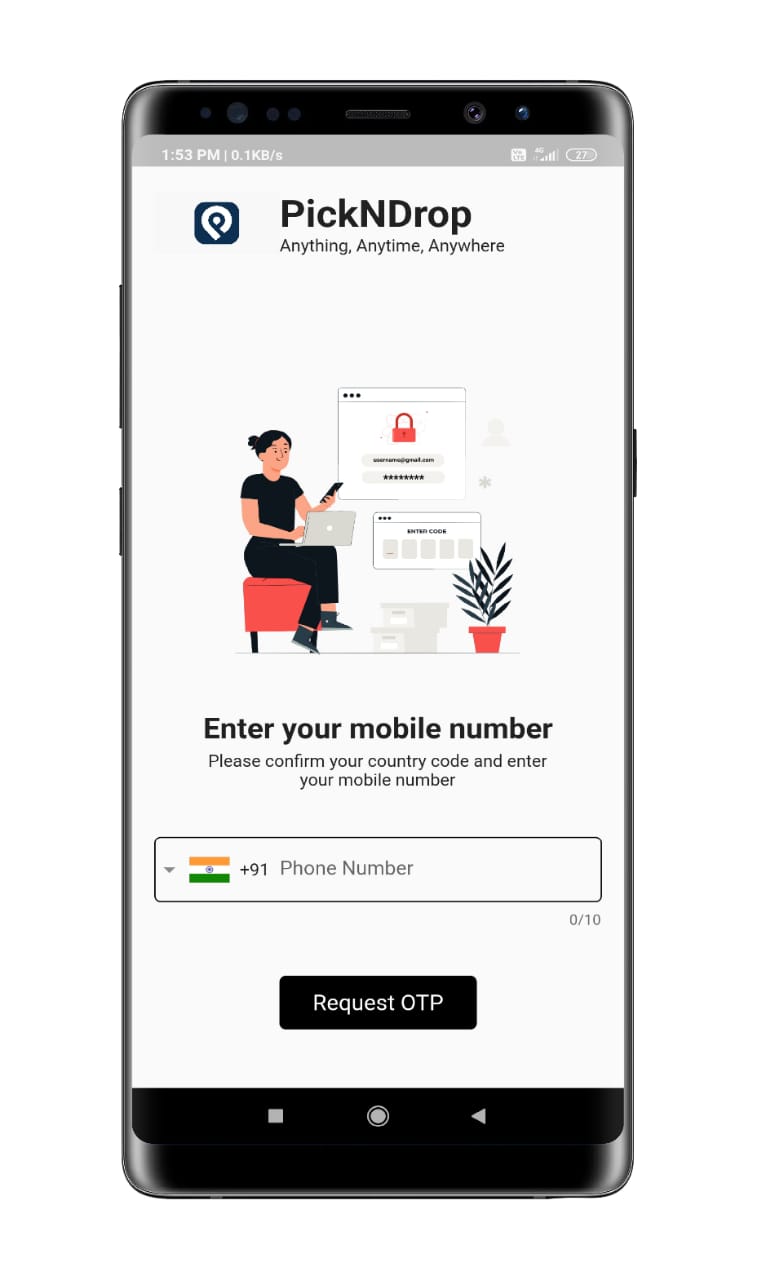 1:53 PM | 0.1KB/s
4G
27
PickNDrop
Anything, Anytime, Anywhere
username@gmail.com
********
*
ENTER CODE
Enter your mobile number
Please confirm your country code and enter
your mobile number
+91 Phone Number
0/10
Request OTP